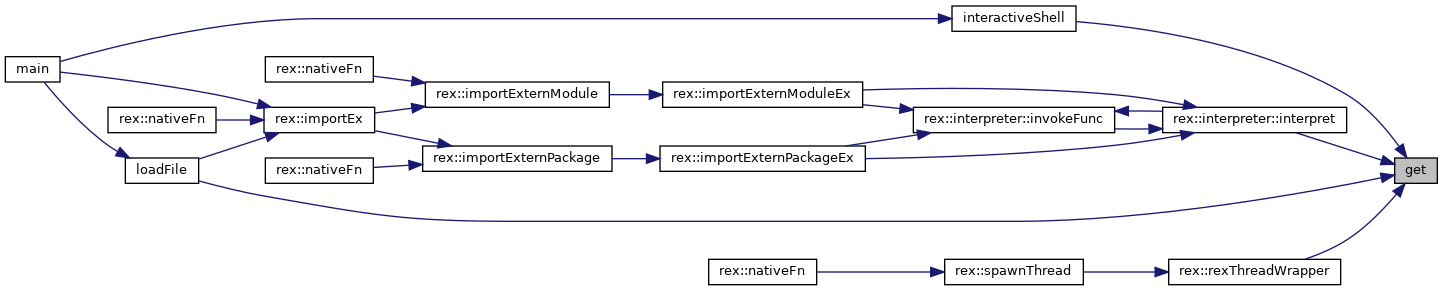 interactiveShell
main
rex::nativeFn
rex::importExternModule
rex::importExternModuleEx
rex::nativeFn
rex::importEx
rex::interpreter::invokeFunc
rex::interpreter::interpret
loadFile
rex::nativeFn
rex::importExternPackage
rex::importExternPackageEx
get
rex::nativeFn
rex::spawnThread
rex::rexThreadWrapper